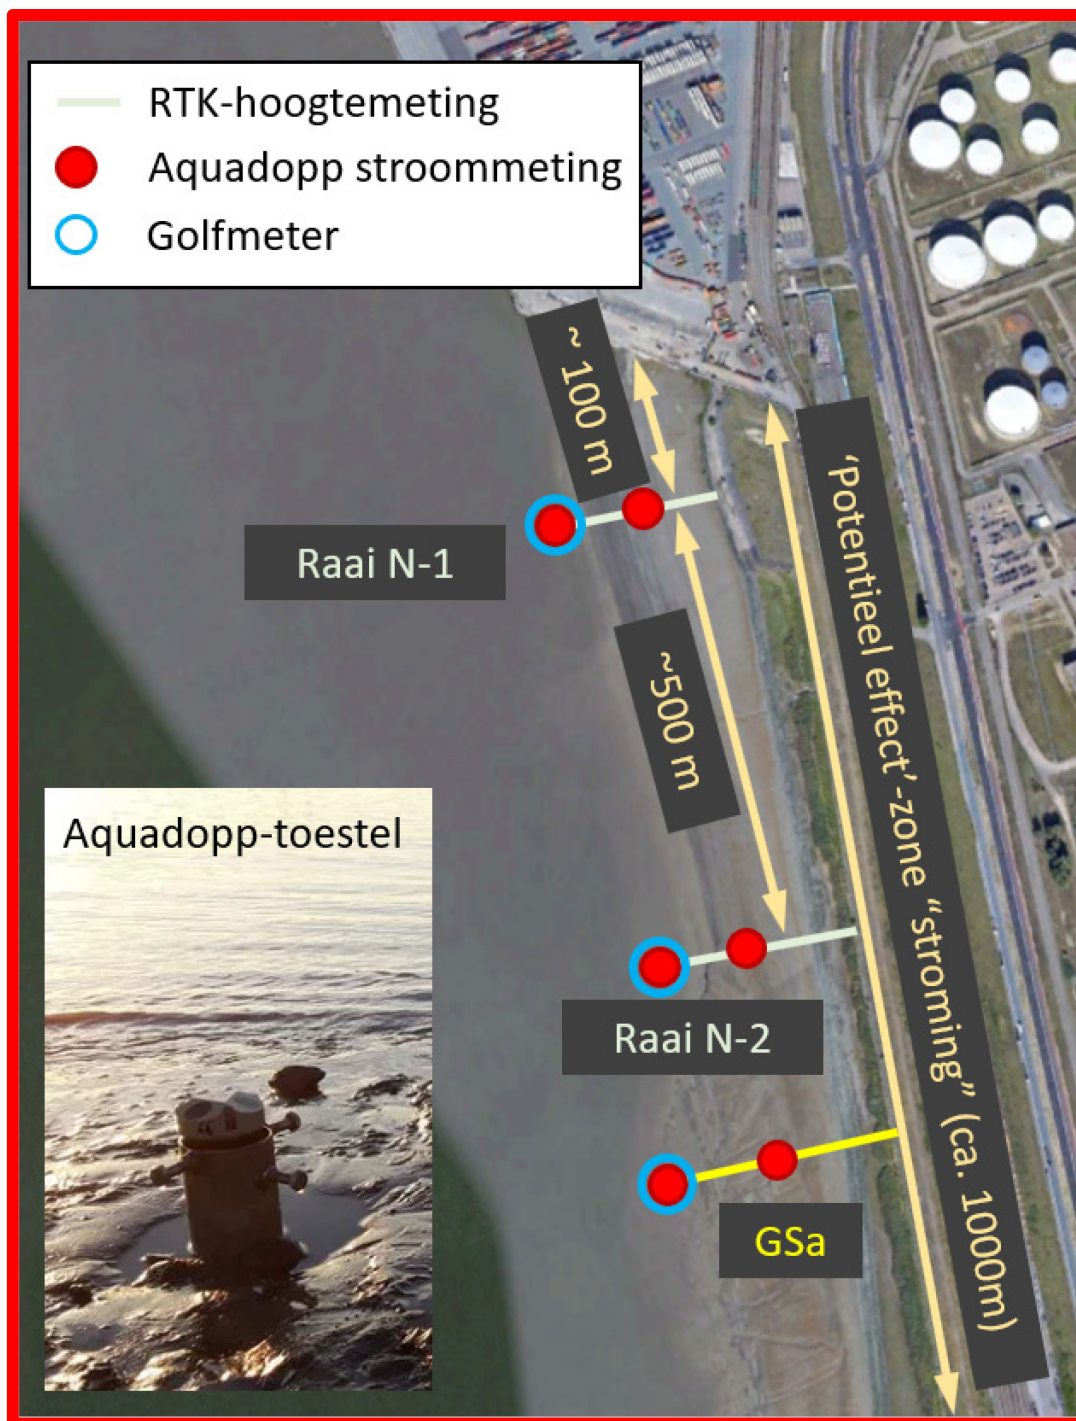 RTK-hoogtemeting
Aquadopp stroommeting
Golfmeter
~ 100 m
Raai N-1
~500 m
‘Potentieel effect’-zone “stroming” (ca. 1000m)
Aquadopp-toestel
Raai N-2
GSa